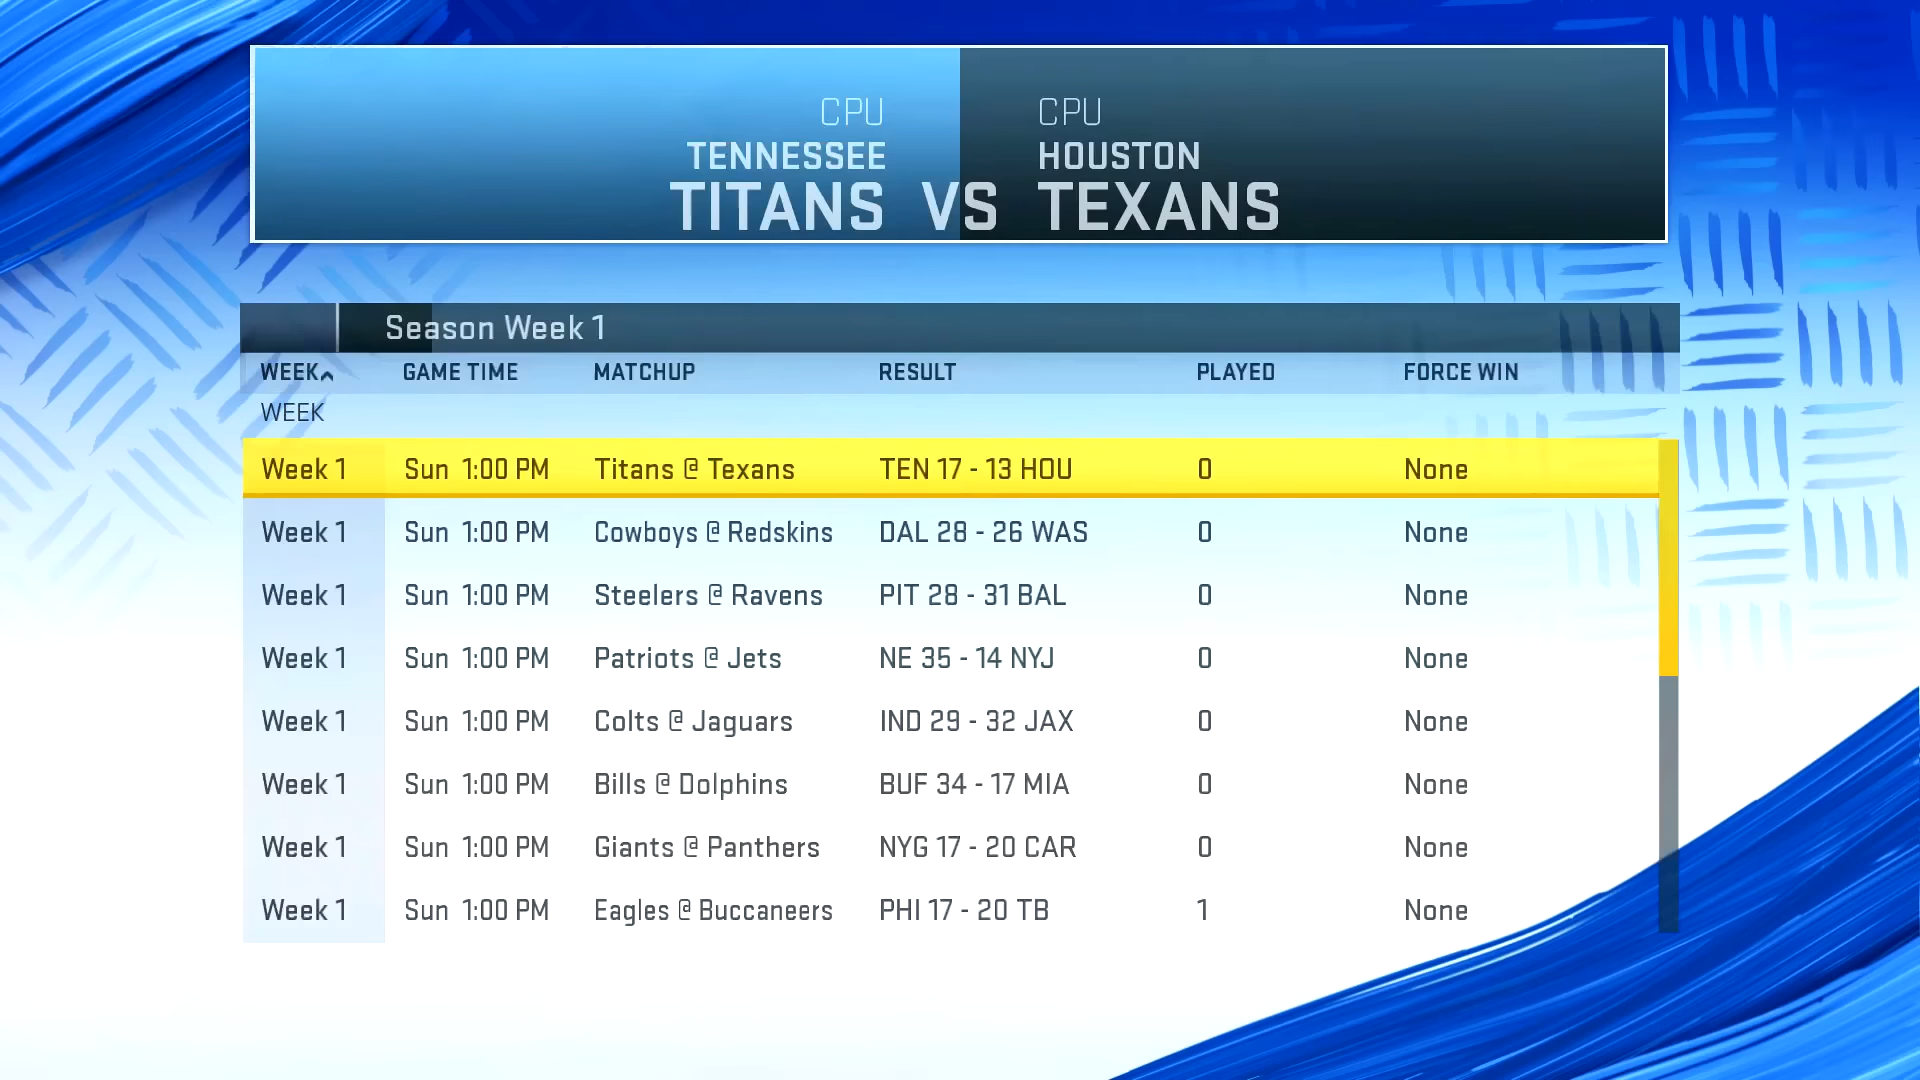 CPU CPU
TENNESSEE HOUSTON
TITANS VS TEXANS
Season Week 1
WEEK GAME TIME MATCHUP RESULT PLAYED FORCE WIN
WEEK
Week 1 Sun 1:00 PM Titans @ Texans TEN 17 - 13 HOU 0 None
Week 1 Sun 1:00 PM Cowboys @ Redskins DAL 28 - 26 WAS 0 None
Week 1 Sun 1:00 PM Steelers @ Ravens PIT 28 - 31 BAL 0 None
Week 1 Sun 1:00 PM Patriots @ Jets NE 35 - 14 NYJ 0 None
Week 1 Sun 1:00 PM Colts @ Jaguars IND 29 - 32 JAX 0 None
Week 1 Sun 1:00 PM Bills @ Dolphins BUF 34 - 17 MIA 0 None
Week 1 Sun 1:00 PM Giants @ Panthers NYG 17 - 20 CAR 0 None
Week 1 Sun 1:00 PM Eagles @ Buccaneers PHI 17 - 20 TB 1 None